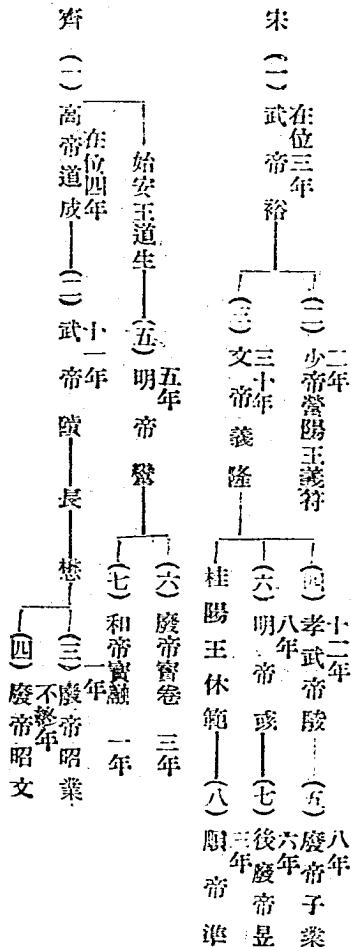 宋
(一)武帝裕
在位三年
(二)少帝營陽王義符
二年
(三)文帝義隆
三十年
(四)孝武帝駿
十二年
(五)廢帝子業
八年
(六)明帝彧
八年
(七)後廢帝昱
六年
桂陽王休範
(八)順帝準
三年
齊
(一)高帝道成
在位四年
(二)武帝賾
十一年
長懋
(三)廢帝昭業
一年
(四)廢帝昭文
不終年
始安王道生
(五)明帝鸞
五年
(六)廢帝寶卷 三年
(七)和帝寶融 一年